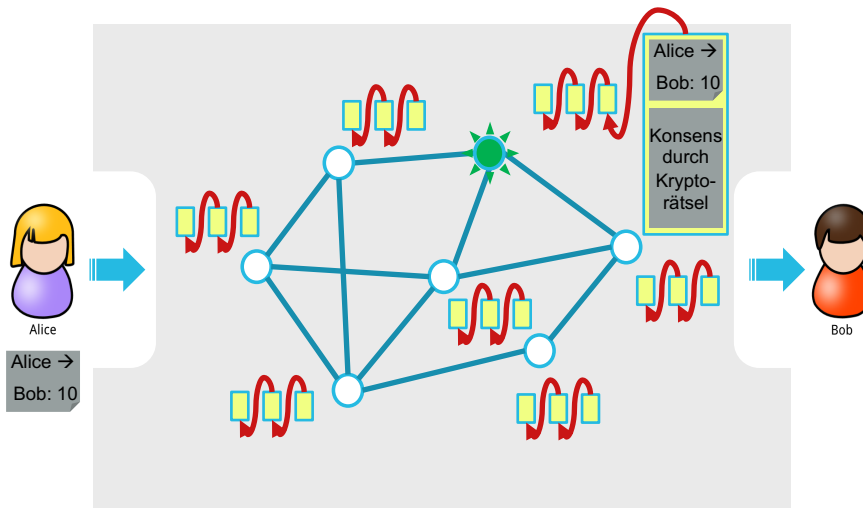 Alice →
Bob: 10
Konsens
durch
Krypto-
rätsel
Alice
Bob
Alice →
Bob: 10